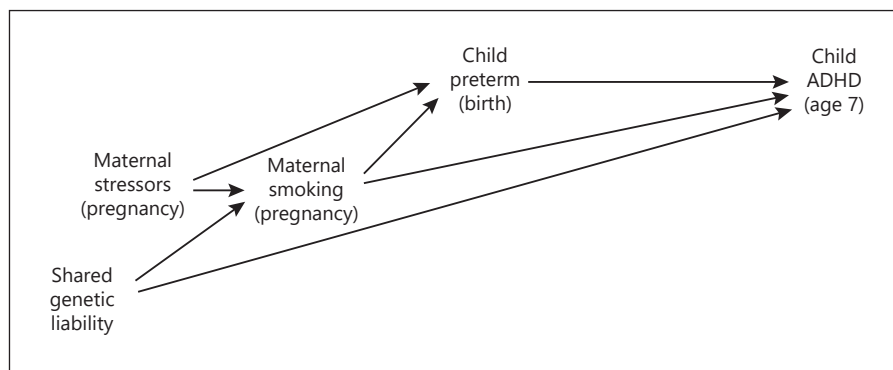 Child
preterm
(birth)
Child
ADHD
(age 7)
Maternal
stressors
(pregnancy)
Maternal
smoking
(pregnancy)
Shared
genetic
liability